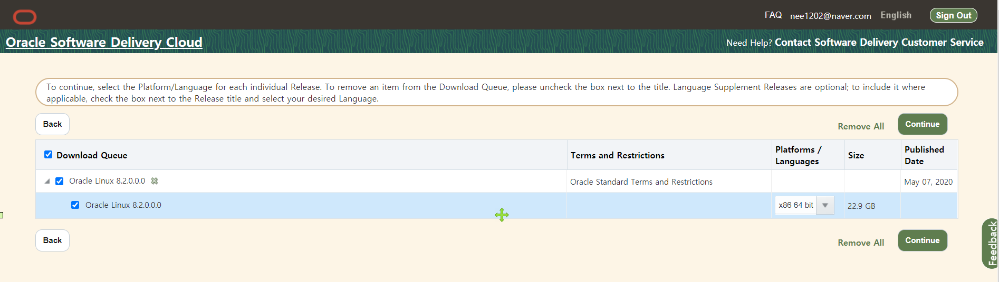 FAQ nee1202@naver.com English Sign Out
Oracle Software Delivery Cloud
Need Help? Contact Software Delivery Customer Service
To continue, select the Platform/Language for each individual Release. To remove an item from the Download Queue, please uncheck the box next to the title. Language Supplement Releases are optional; to include it where
applicable, check the box next to the Release title and select your desired Language.
Back
Remove All Continue
Download Queue
Terms and Restrictions
Platforms /
Languages
Size
Published
Date
Oracle Linux 8.2.0.0.0
Oracle Standard Terms and Restrictions
May 07, 2020
Oracle Linux 8.2.0.0.0
x86 64 bit
22.9 GB
Back
Remove All Continue
Feedback